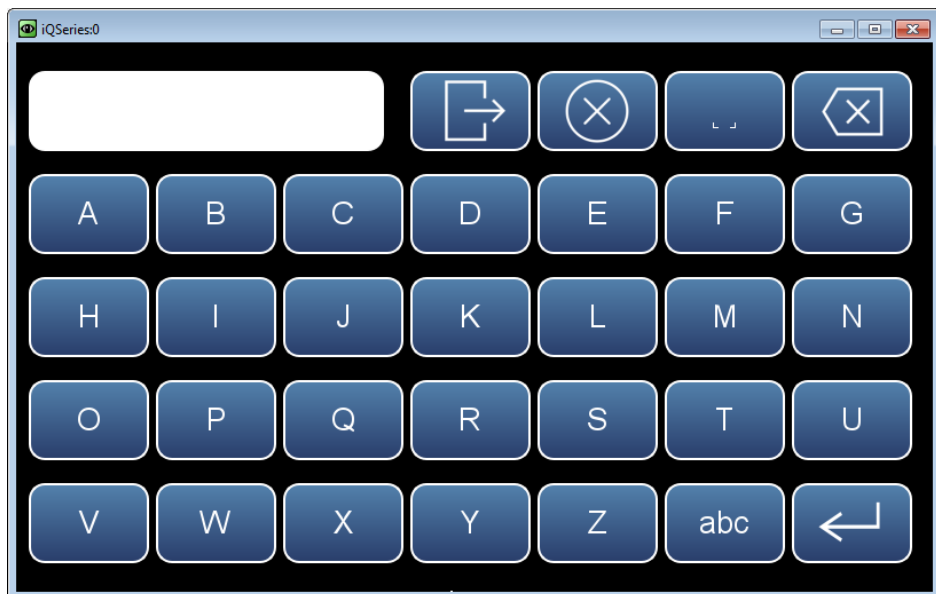 iQSeries:0
A B C D E F G
H I J K L M N
O P Q R S T U
V W X Y Z abc